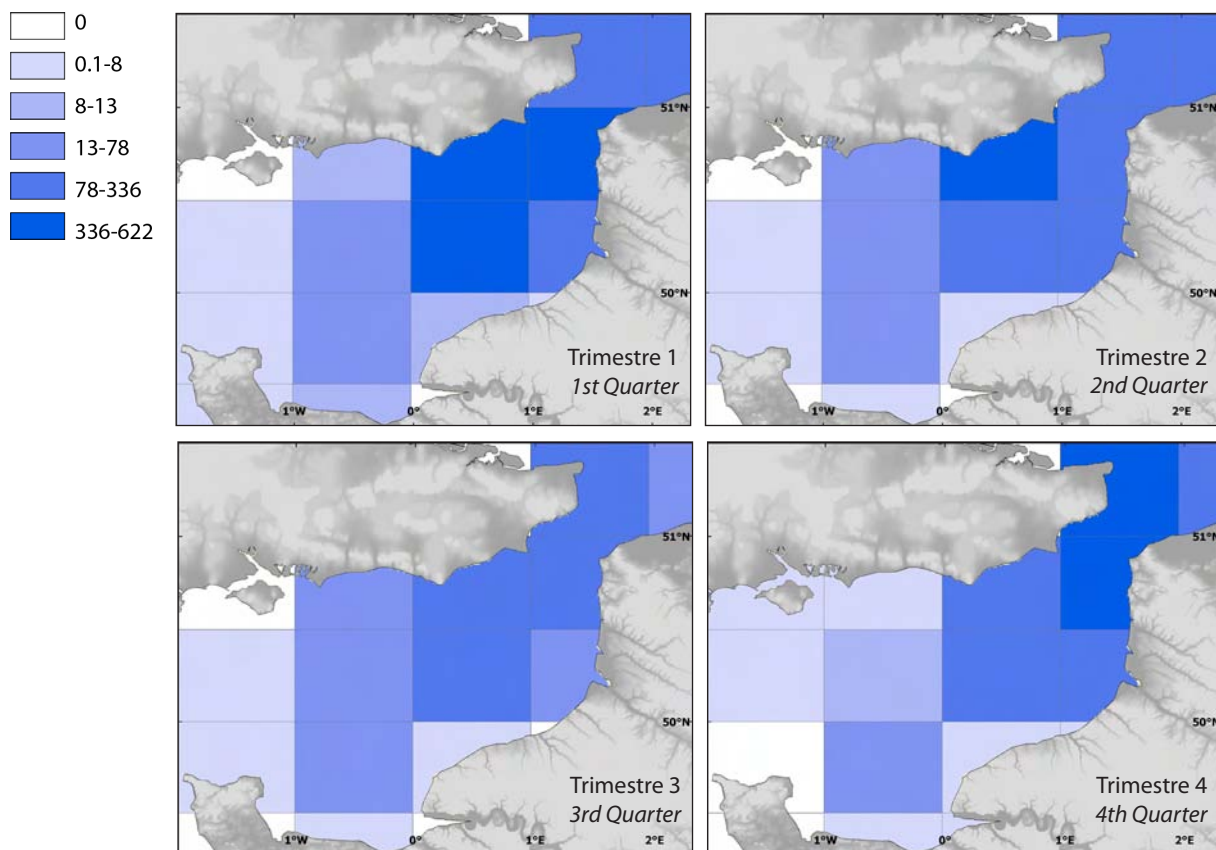 0
0.1-8
8-13
13-78
78-336
336-622
51°N
50°N
Trimestre 1
1st Quarter
1°W
0°
1°E
2°E
51°N
50°N
Trimestre 2
2nd Quarter
1°W
0°
1°E
2°E
51°N
50°N
Trimestre 3
3rd Quarter
1°W
0°
1°E
2°E
51°N
50°N
Trimestre 4
4th Quarter
1°W
0°
1°E
2°E